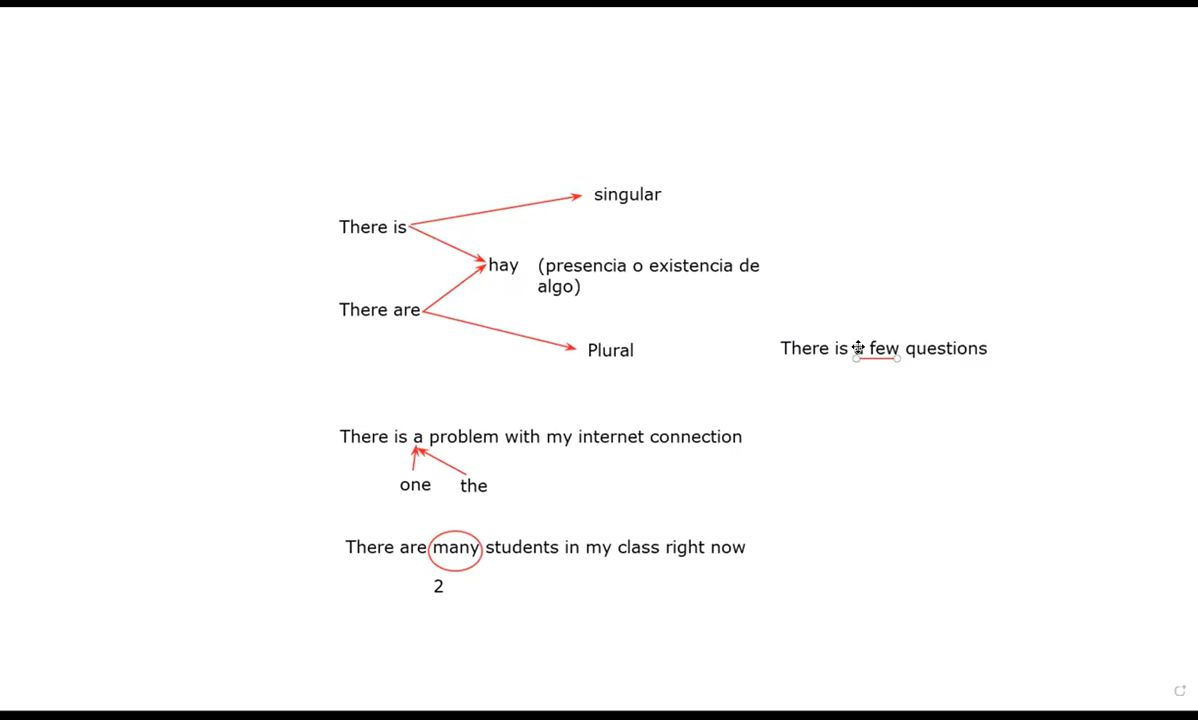 singular
There is
hay (presencia o existencia de
algo)
There are
Plural
There is few questions
There is a problem with my internet connection
one the
There are many students in my class right now
2